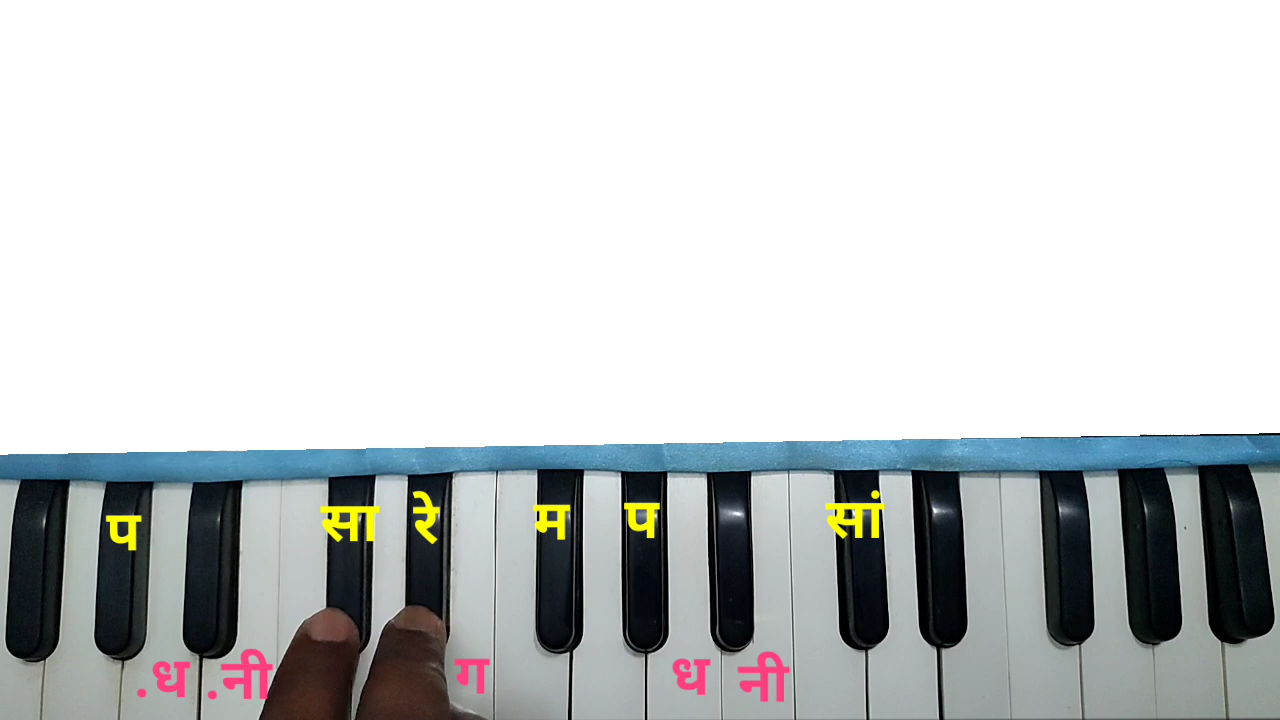 प सा रे म प सां
.ध .नी ग ध नी